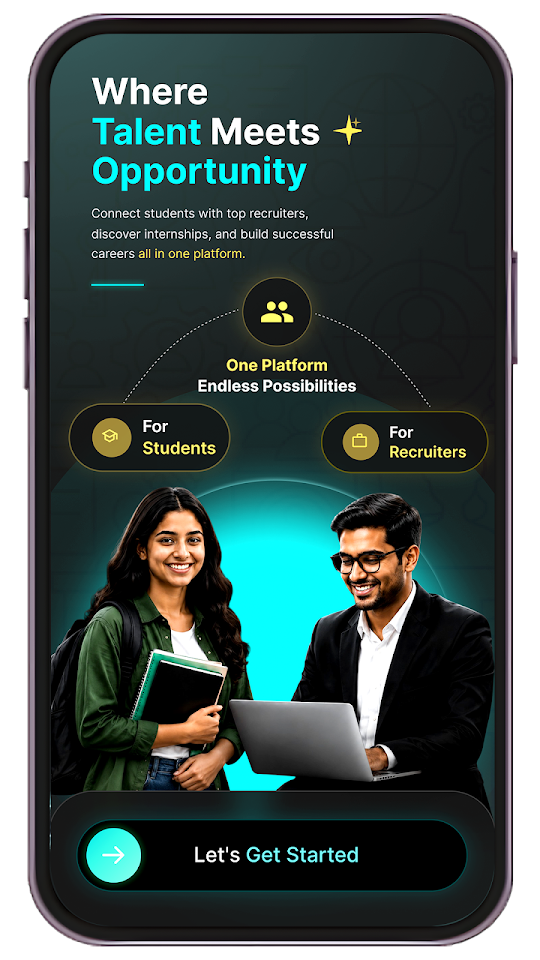 Where
Talent Meets
Opportunity
Connect students with top recruiters,
discover internships, and build successful
careers all in one platform.
One Platform
Endless Possibilities
For
Students
For
Recruiters
Let's Get Started